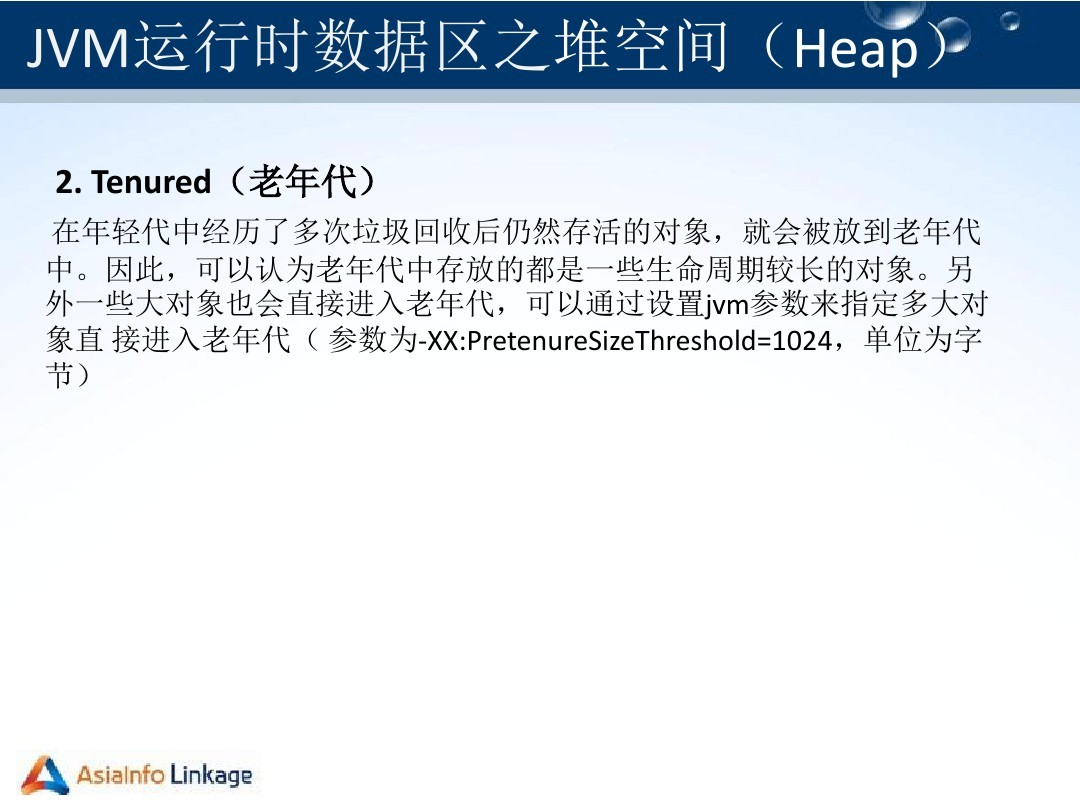 JVM运行时数据区之堆空间（Heap）
2. Tenured（老年代）
在年轻代中经历了多次垃圾回收后仍然存活的对象，就会被放到老年代
中。因此，可以认为老年代中存放的都是一些生命周期较长的对象。另
外一些大对象也会直接进入老年代，可以通过设置jvm参数来指定多大对
象直 接进入老年代（ 参数为-XX:PretenureSizeThreshold=1024，单位为字
节）
AsiaInfo Linkage